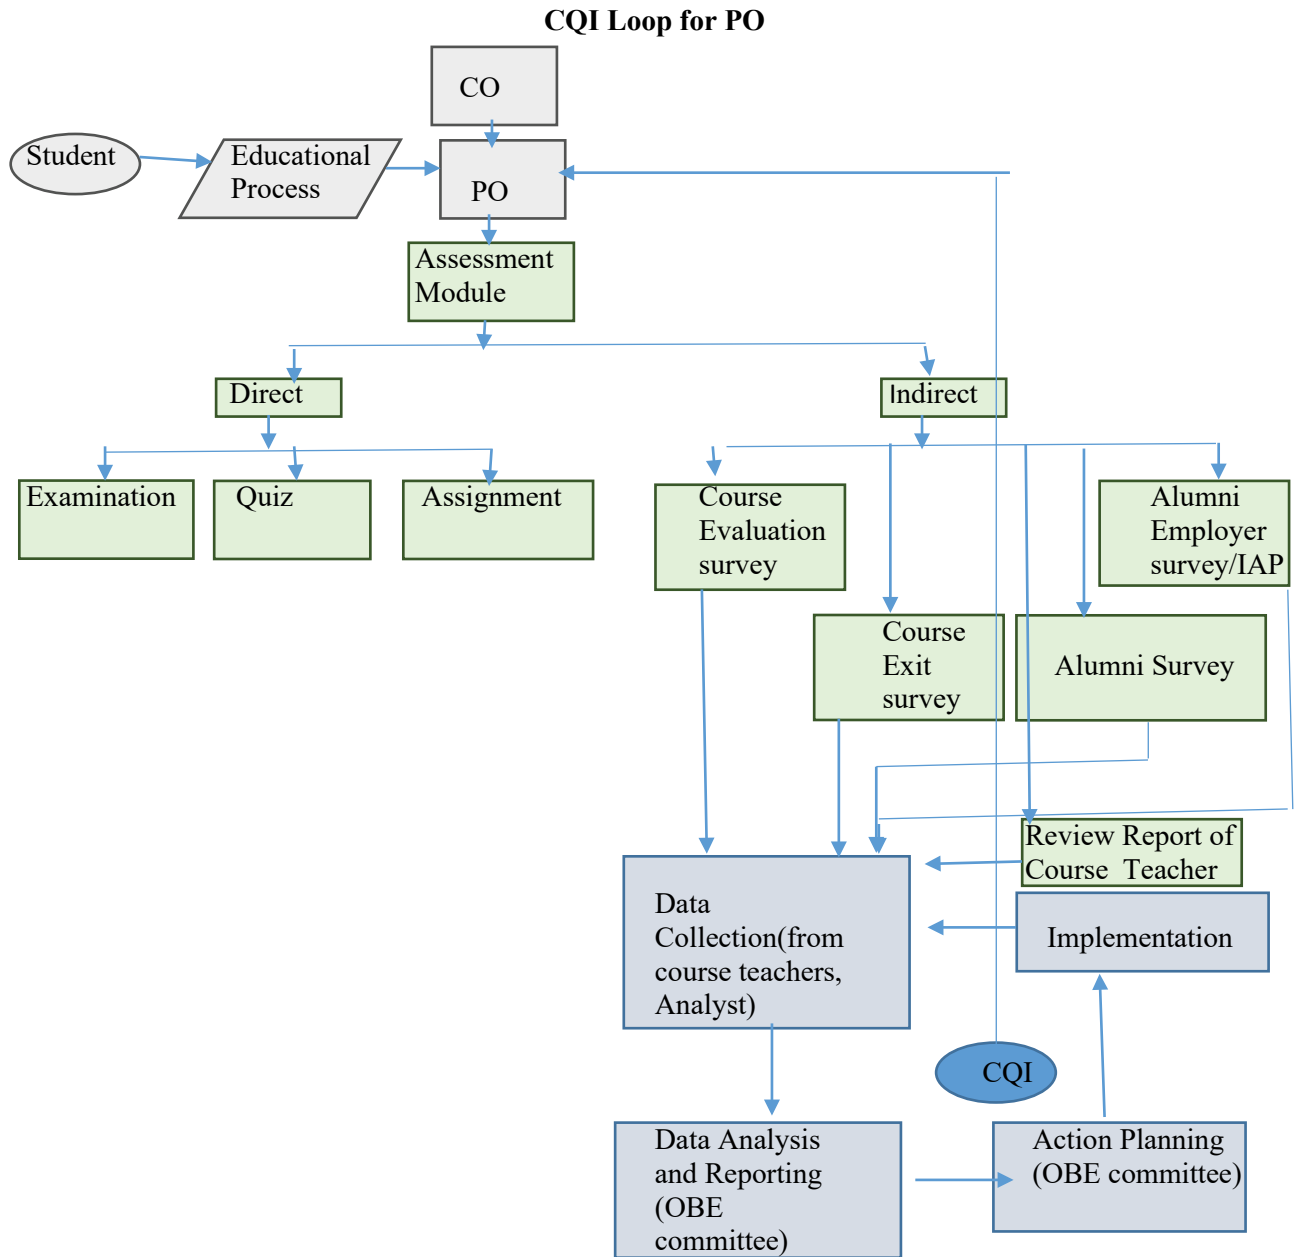 CQI Loop for PO
CO
Student
Educational
Process
PO
Assessment
Module
Direct
Indirect
Examination
Quiz
Assignment
Course
Evaluation
survey
Alumni
Employer
survey/IAP
Course
Exit
survey
Alumni Survey
Review Report of
Course Teacher
Data
Collection(from
course teachers,
Analyst)
Implementation
CQI
Data Analysis
and Reporting
(OBE
committee)
Action Planning
(OBE committee)